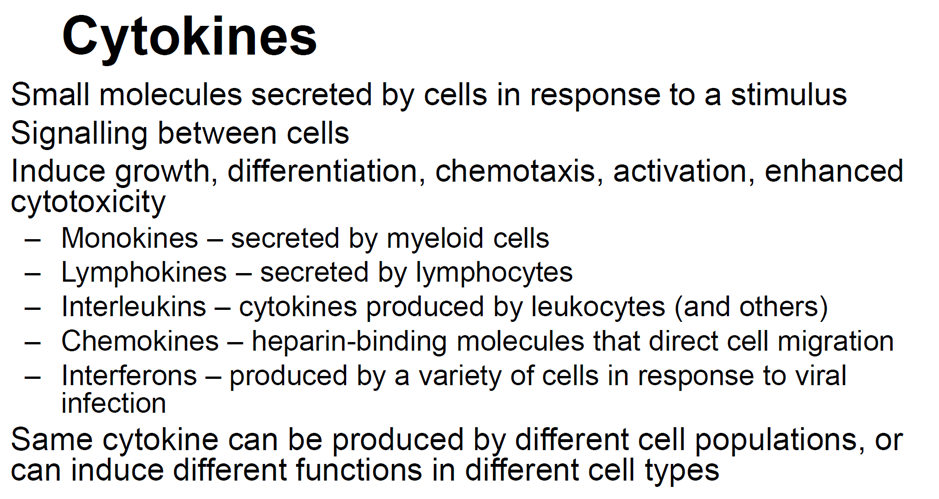 Cytokines
Small molecules secreted by cells in response to a stimulus
Signalling between cells
Induce growth, differentiation, chemotaxis, activation, enhanced
cytotoxicity
– Monokines – secreted by myeloid cells
– Lymphokines – secreted by lymphocytes
– Interleukins – cytokines produced by leukocytes (and others)
– Chemokines – heparin-binding molecules that direct cell migration
– Interferons – produced by a variety of cells in response to viral
infection
Same cytokine can be produced by different cell populations, or
can induce different functions in different cell types